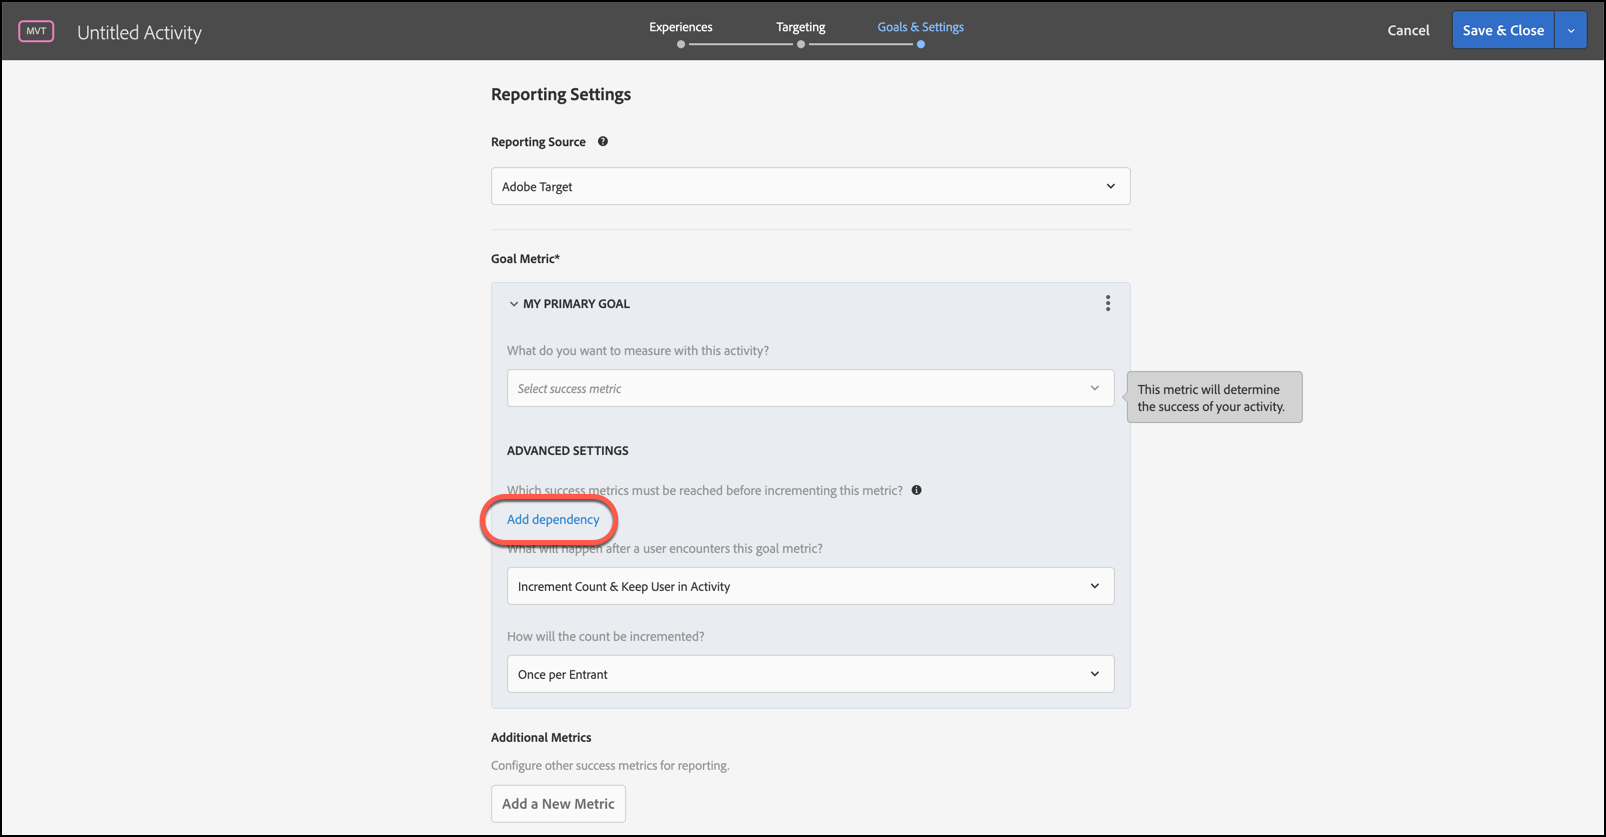 MVT
Untitled Activity
Experiences
Targeting
Goals & Settings
Cancel
Save & Close
Reporting Settings
Reporting Source
Adobe Target
Goal Metric*
MY PRIMARY GOAL
What do you want to measure with this activity?
Select success metric
This metric will determine
the success of your activity.
ADVANCED SETTINGS
Which success metrics must be reached before incrementing this metric?
Add dependency
What will happen after a user encounters this goal metric?
Increment Count & Keep User in Activity
How will the count be incremented?
Once per Entrant
Additional Metrics
Configure other success metrics for reporting.
Add a New Metric